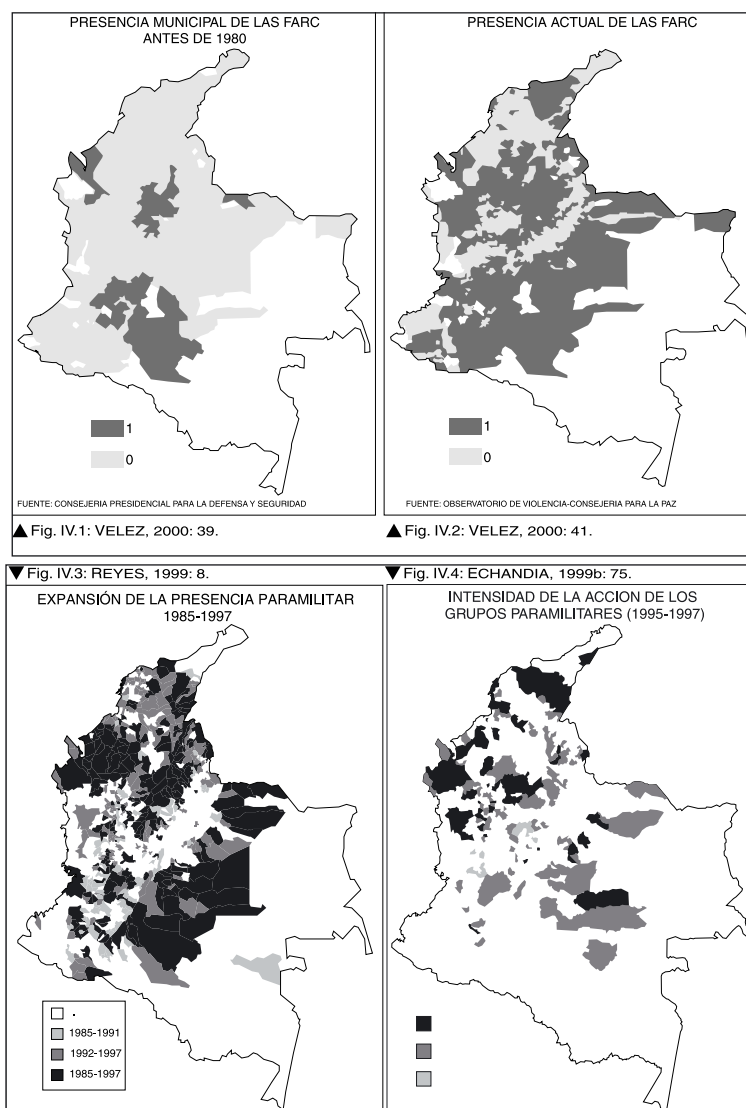 PRESENCIA MUNICIPAL DE LAS FARC
ANTES DE 1980
1
0
FUENTE: CONSEJERIA PRESIDENCIAL PARA LA DEFENSA Y SEGURIDAD
▲ Fig. IV.1: VELEZ, 2000: 39.
PRESENCIA ACTUAL DE LAS FARC
1
0
FUENTE: OBSERVATORIO DE VIOLENCIA-CONSEJERIA PARA LA PAZ
▲ Fig. IV.2: VELEZ, 2000: 41.
▼ Fig. IV.3: REYES, 1999: 8.
EXPANSIÓN DE LA PRESENCIA PARAMILITAR
1985-1997
.
1985-1991
1992-1997
1985-1997
▼ Fig. IV.4: ECHANDIA, 1999b: 75.
INTENSIDAD DE LA ACCION DE LOS
GRUPOS PARAMILITARES (1995-1997)